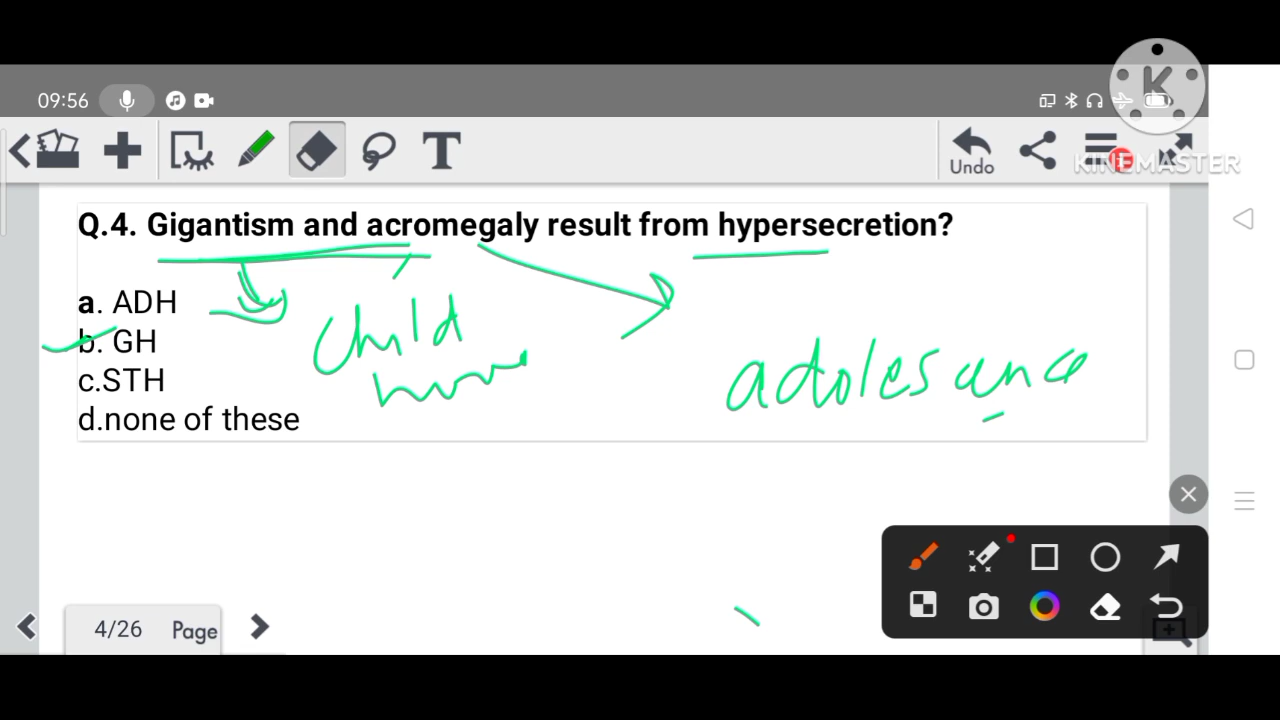 09:56
Undo
KINEMASTER
Q.4. Gigantism and acromegaly result from hypersecretion?
a. ADH
b. GH
c.STH
d.none of these
child
adolesance
4/26 Page